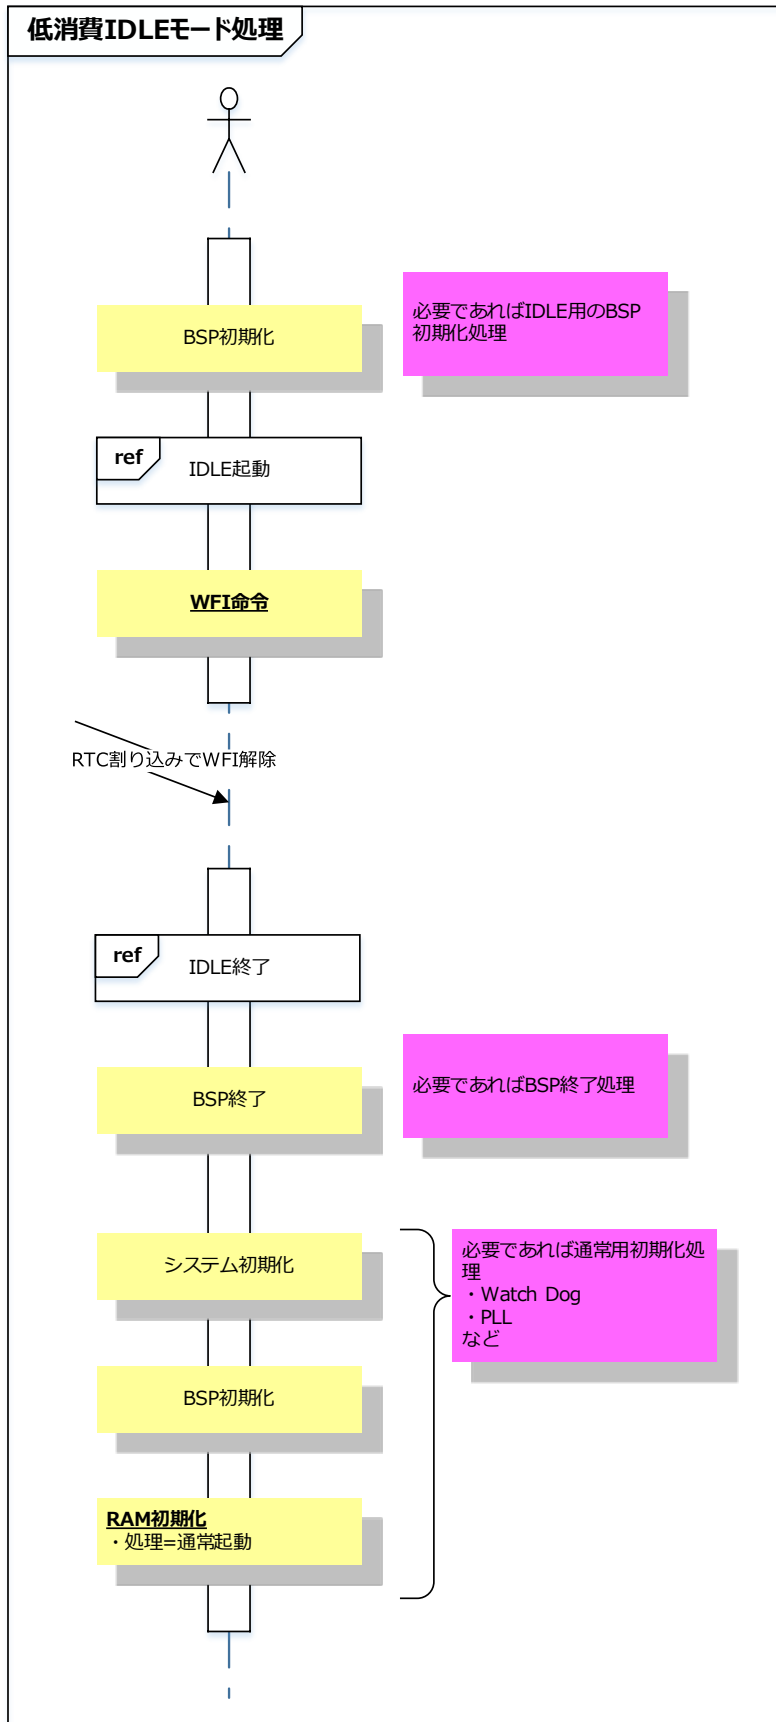 低消費IDLEモード処理
BSP初期化
必要であればIDLE用のBSP
初期化処理
ref
IDLE起動
WFI命令
RTC割り込みでWFI解除
ref
IDLE終了
BSP終了
必要であればBSP終了処理
システム初期化
必要であれば通常用初期化処
理
・Watch Dog
・PLL
など
BSP初期化
RAM初期化
・処理=通常起動